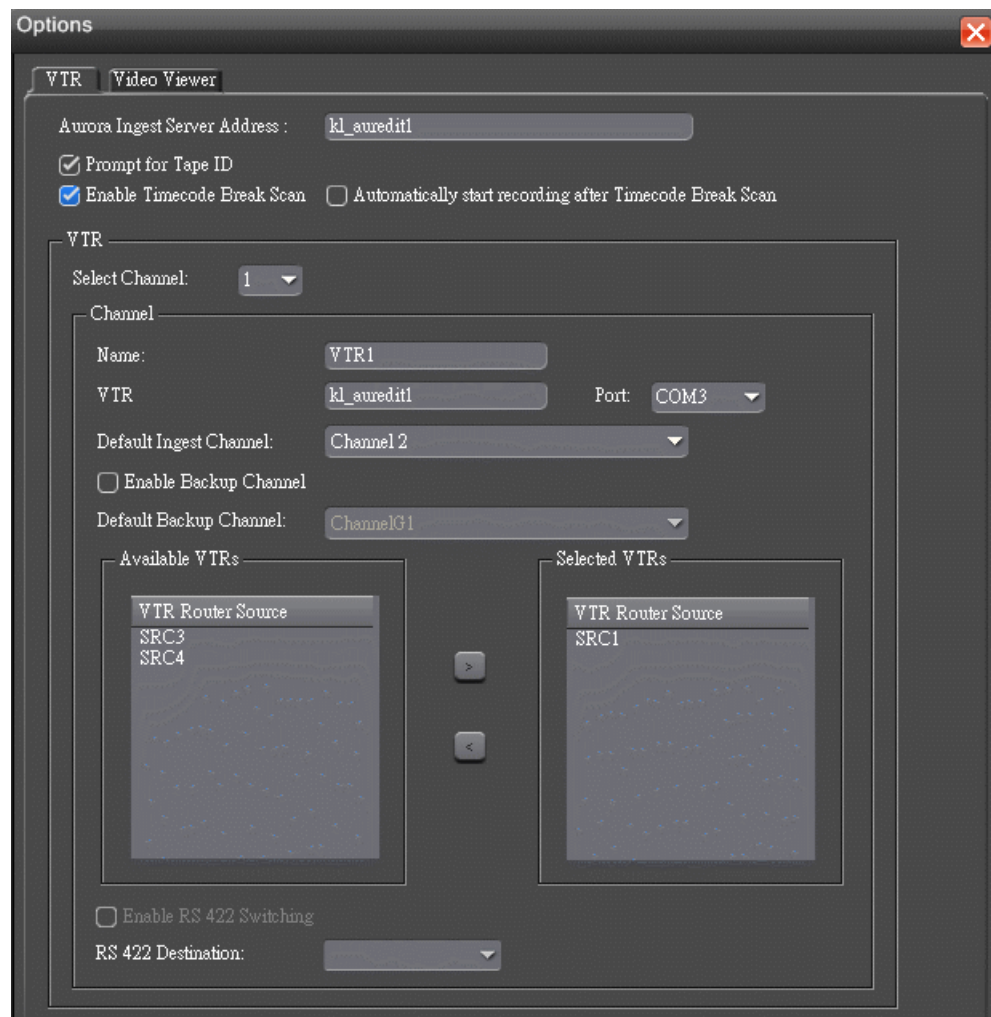 Options
VTR Video Viewer
Aurora Ingest Server Address : kl_auredit1
Prompt for Tape ID
Enable Timecode Break Scan Automatically start recording after Timecode Break Scan
VTR
Select Channel: 1
Channel
Name: VTR1
VTR kl_auredit1 Port: COM3
Default Ingest Channel: Channel 2
Enable Backup Channel
Default Backup Channel: ChannelG1
Available VTRs Selected VTRs
VTR Router Source VTR Router Source
SRC3 SRC1
SRC4
>
<
Enable RS 422 Switching
RS 422 Destination: